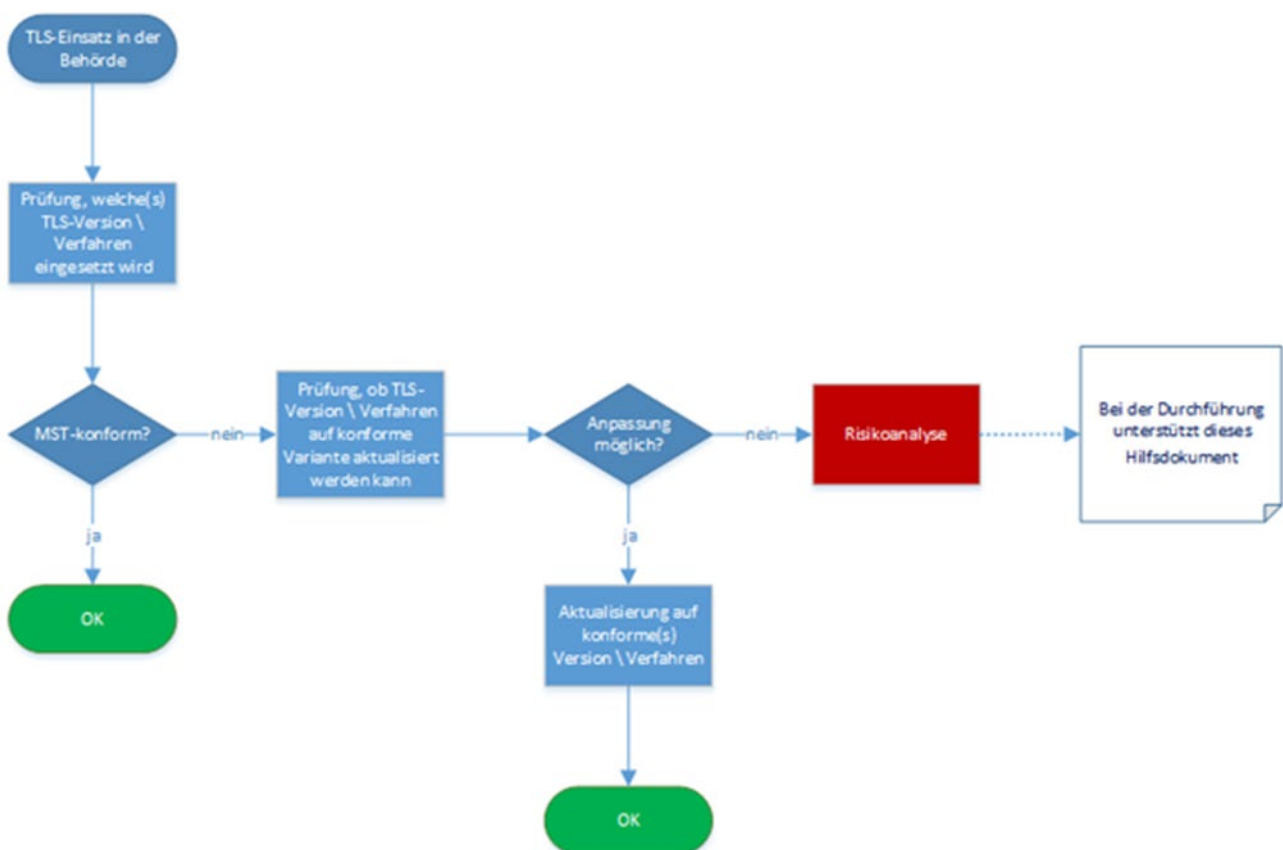 TLS-Einsatz in der
Behörde
Prüfung, welche(s)
TLS-Version \
Verfahren
eingesetzt wird
MST-konform?
nein
Prüfung, ob TLS-
Version \ Verfahren
auf konforme
Variante aktualisiert
werden kann
Anpassung
möglich?
nein
Risikoanalyse
Bei der Durchführung
unterstützt dieses
Hilfsdokument
ja
OK
ja
Aktualisierung auf
konforme(s)
Version \ Verfahren
OK